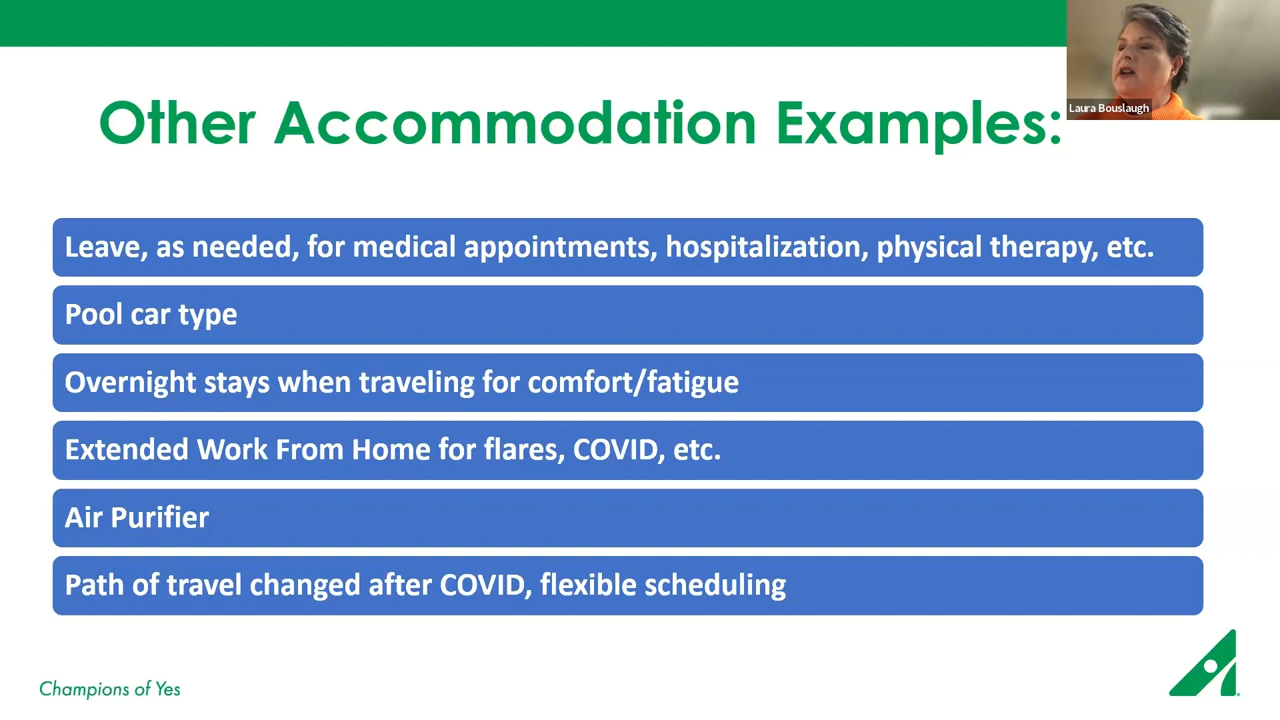 Laura Bouslaugh
Other Accommodation Examples:
Leave, as needed, for medical appointments, hospitalization, physical therapy, etc.
Pool car type
Overnight stays when traveling for comfort/fatigue
Extended Work From Home for flares, COVID, etc.
Air Purifier
Path of travel changed after COVID, flexible scheduling
Champions of Yes